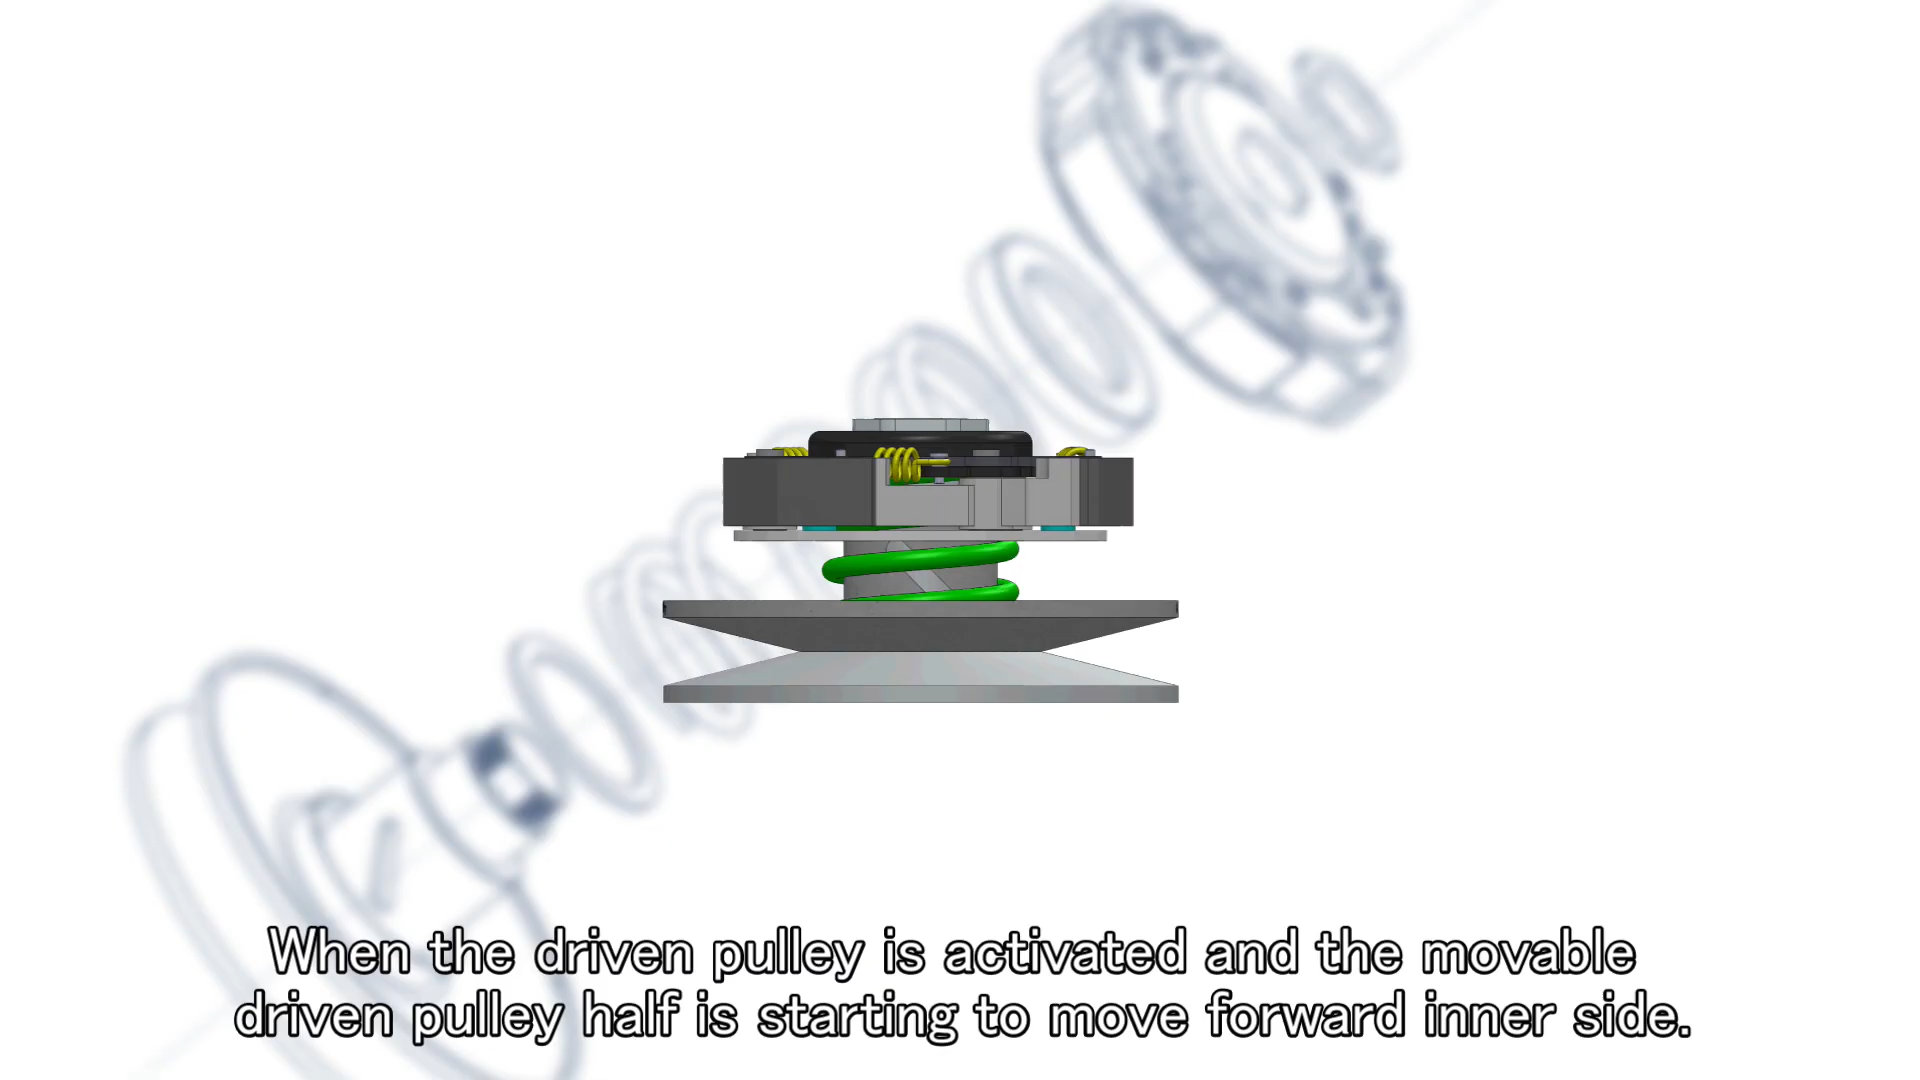 When the driven pulley is activated and the movable
driven pulley half is starting to move forward inner side.